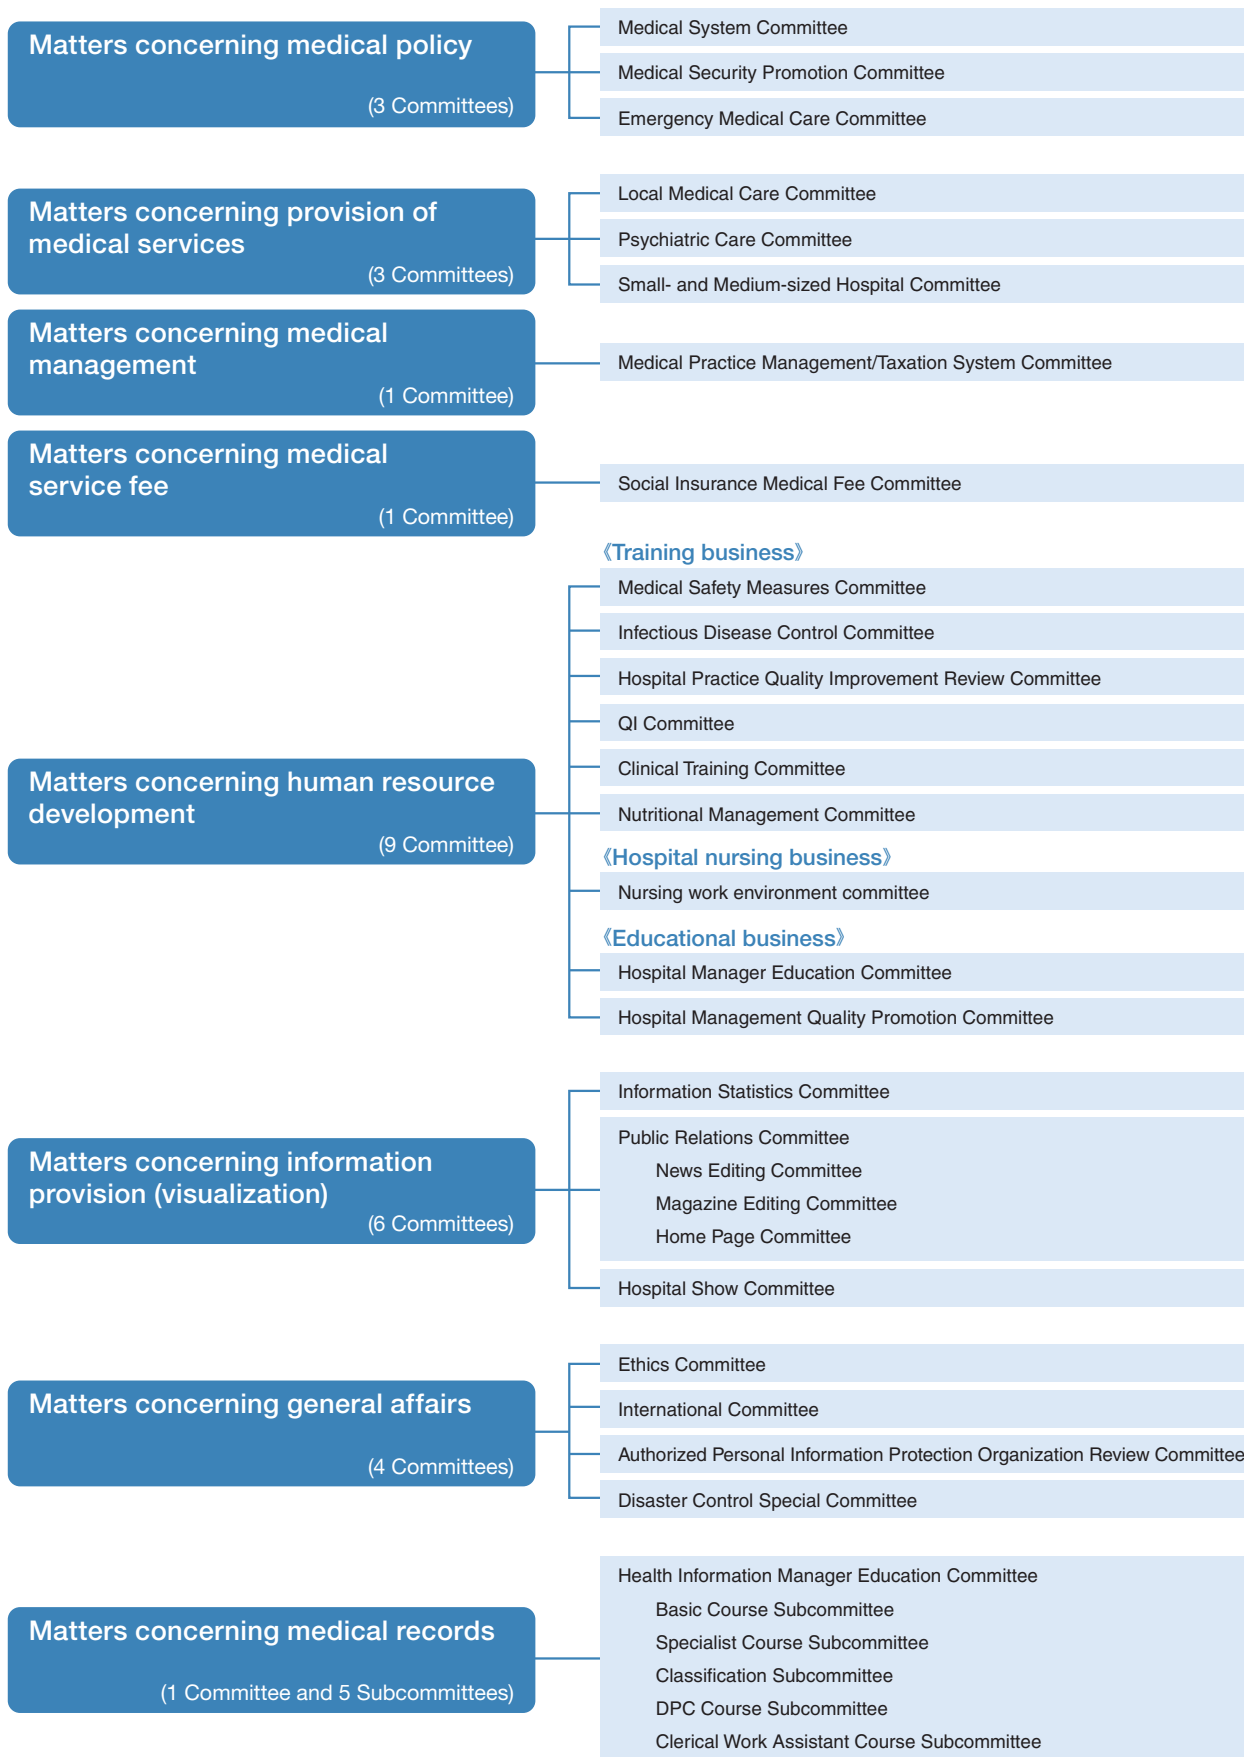 Matters concerning medical policy
(3 Committees)
Medical System Committee
Medical Security Promotion Committee
Emergency Medical Care Committee
Matters concerning provision of
medical services
(3 Committees)
Local Medical Care Committee
Psychiatric Care Committee
Small- and Medium-sized Hospital Committee
Matters concerning medical
management
(1 Committee)
Medical Practice Management/Taxation System Committee
Matters concerning medical
service fee
(1 Committee)
Social Insurance Medical Fee Committee
Matters concerning human resource
development
(9 Committee)
《Training business》
Medical Safety Measures Committee
Infectious Disease Control Committee
Hospital Practice Quality Improvement Review Committee
QI Committee
Clinical Training Committee
Nutritional Management Committee
《Hospital nursing business》
Nursing work environment committee
《Educational business》
Hospital Manager Education Committee
Hospital Management Quality Promotion Committee
Matters concerning information
provision (visualization)
(6 Committees)
Information Statistics Committee
Public Relations Committee
News Editing Committee
Magazine Editing Committee
Home Page Committee
Hospital Show Committee
Matters concerning general affairs
(4 Committees)
Ethics Committee
International Committee
Authorized Personal Information Protection Organization Review Committee
Disaster Control Special Committee
Matters concerning medical records
(1 Committee and 5 Subcommittees)
Health Information Manager Education Committee
Basic Course Subcommittee
Specialist Course Subcommittee
Classification Subcommittee
DPC Course Subcommittee
Clerical Work Assistant Course Subcommittee